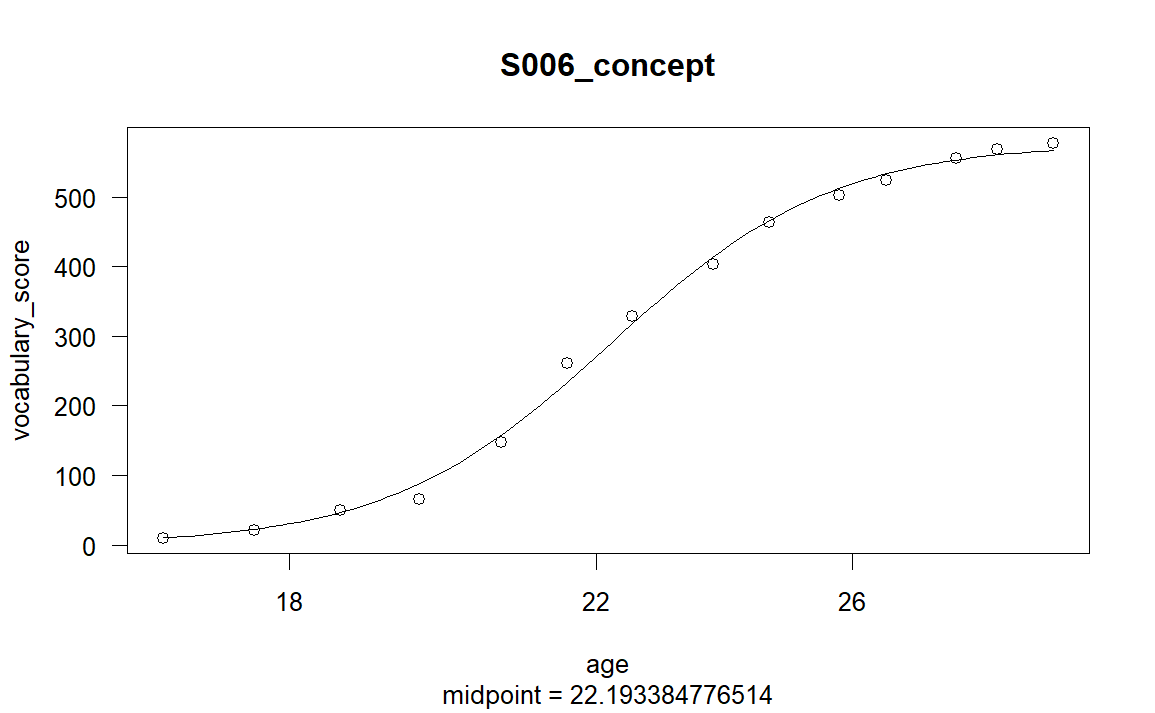 S006_concept
vocabulary_score
500
400
300
200
100
0
18 22 26
age
midpoint = 22.193384776514